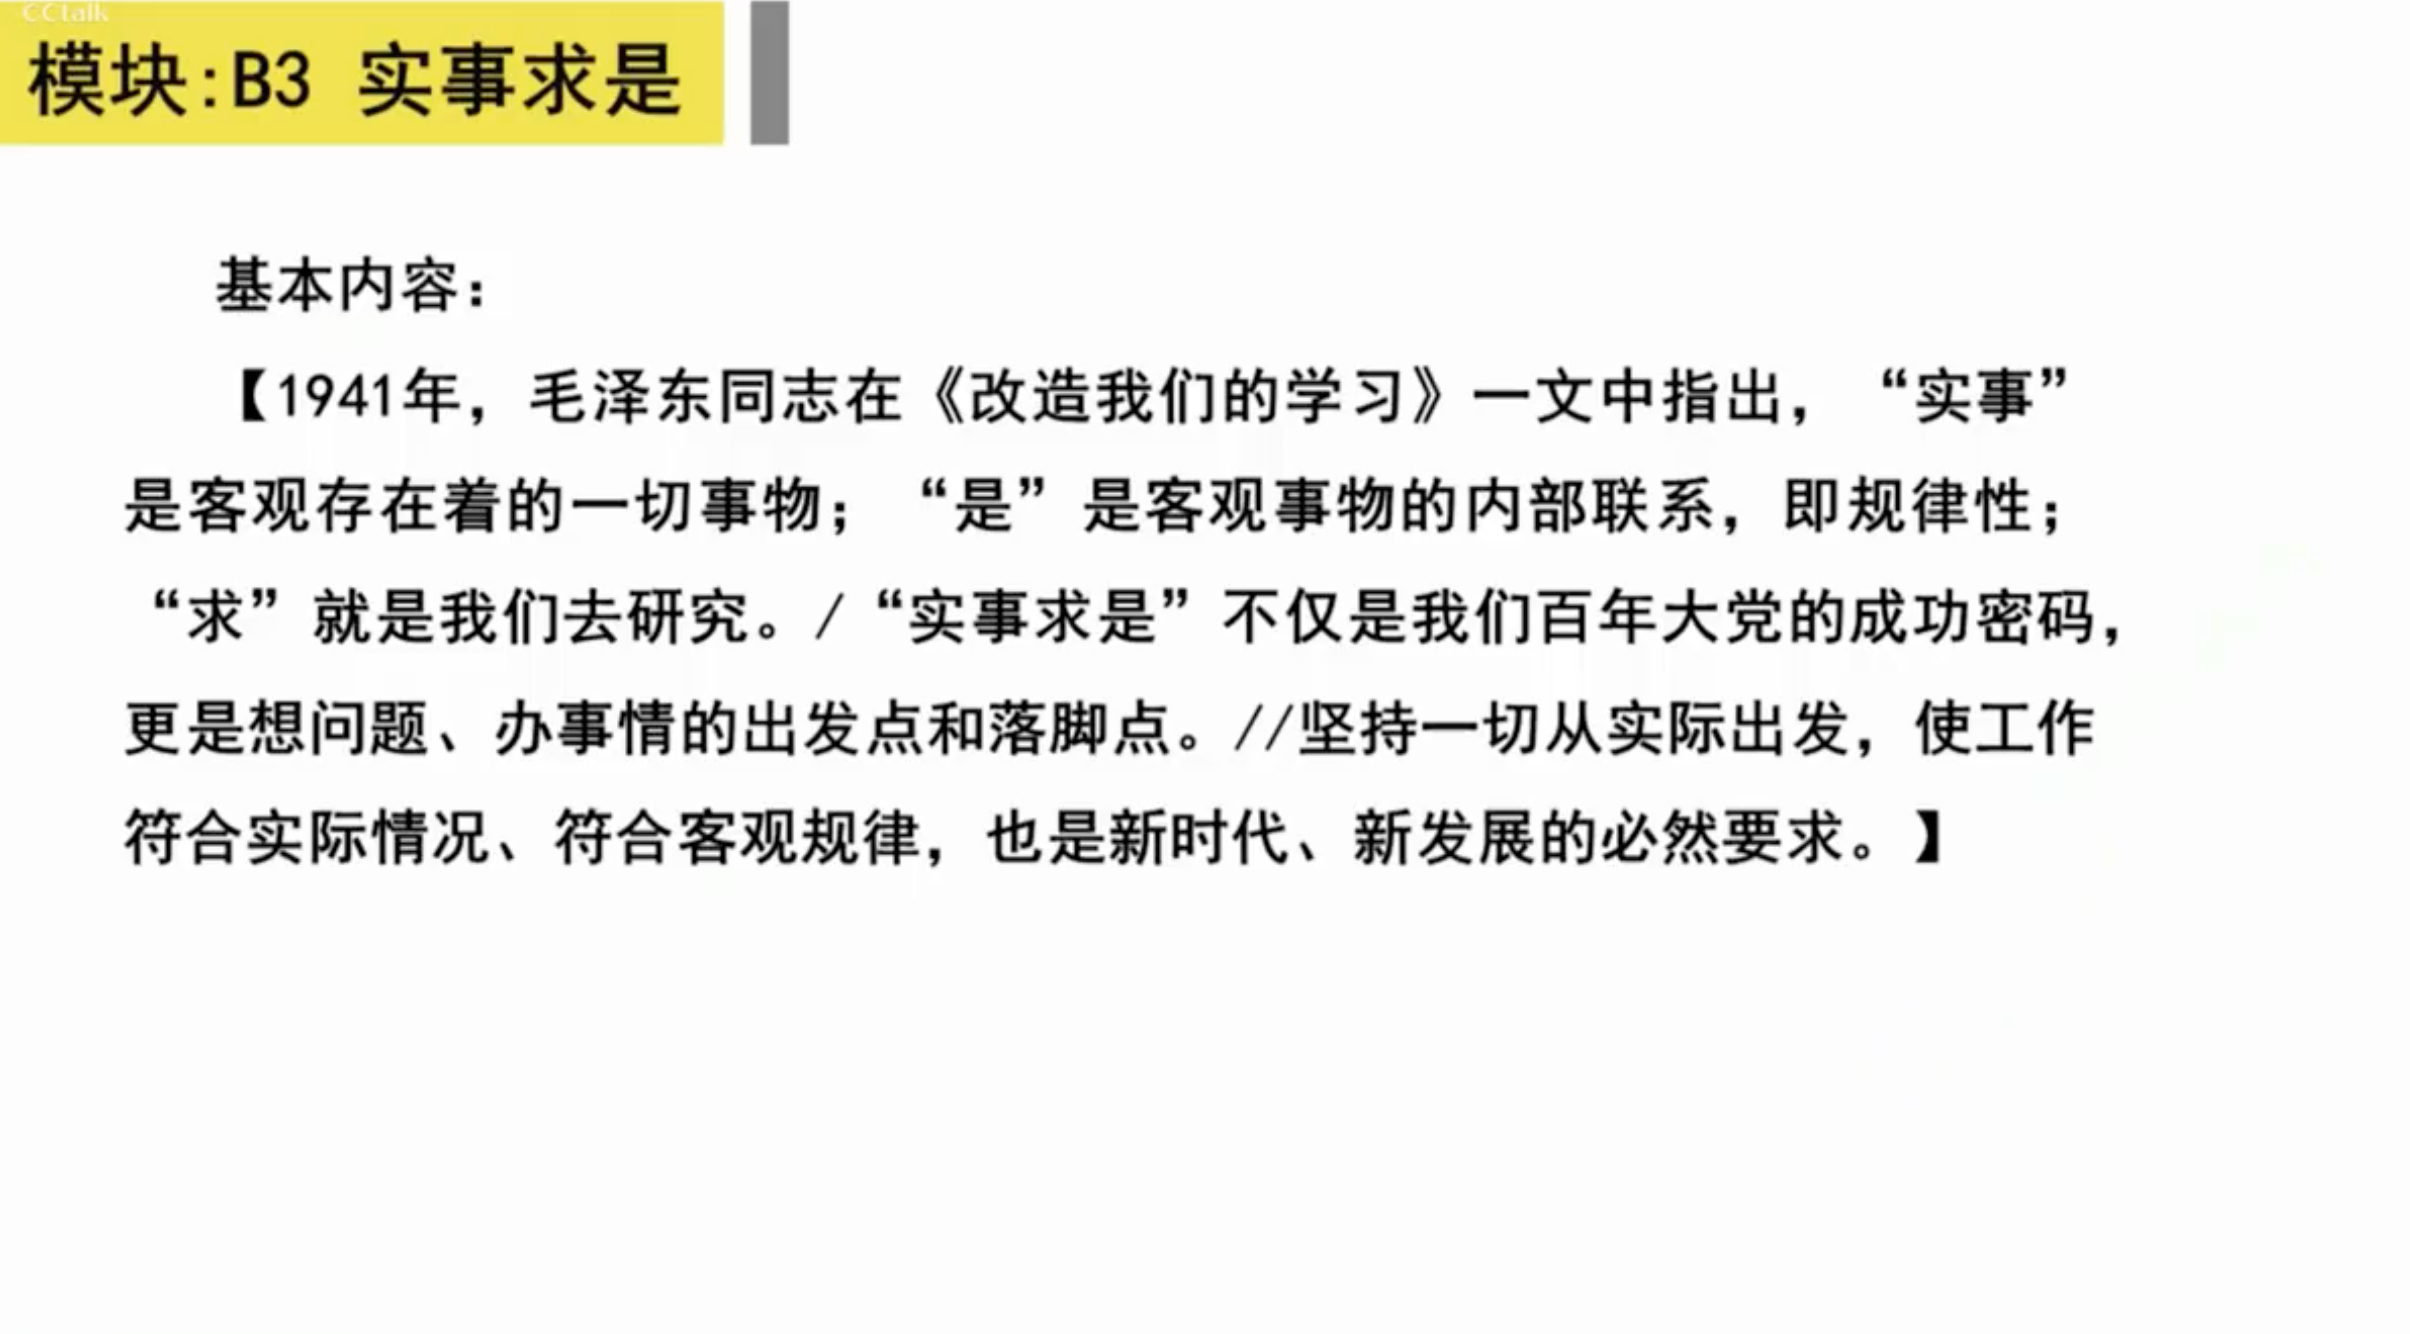 CCtalk
模块:B3 实事求是
基本内容：
【1941年，毛泽东同志在《改造我们的学习》一文中指出，“实事”
是客观存在着的一切事物；“是”是客观事物的内部联系，即规律性；
“求”就是我们去研究。/“实事求是”不仅是我们百年大党的成功密码，
更是想问题、办事情的出发点和落脚点。//坚持一切从实际出发，使工作
符合实际情况、符合客观规律，也是新时代、新发展的必然要求。】